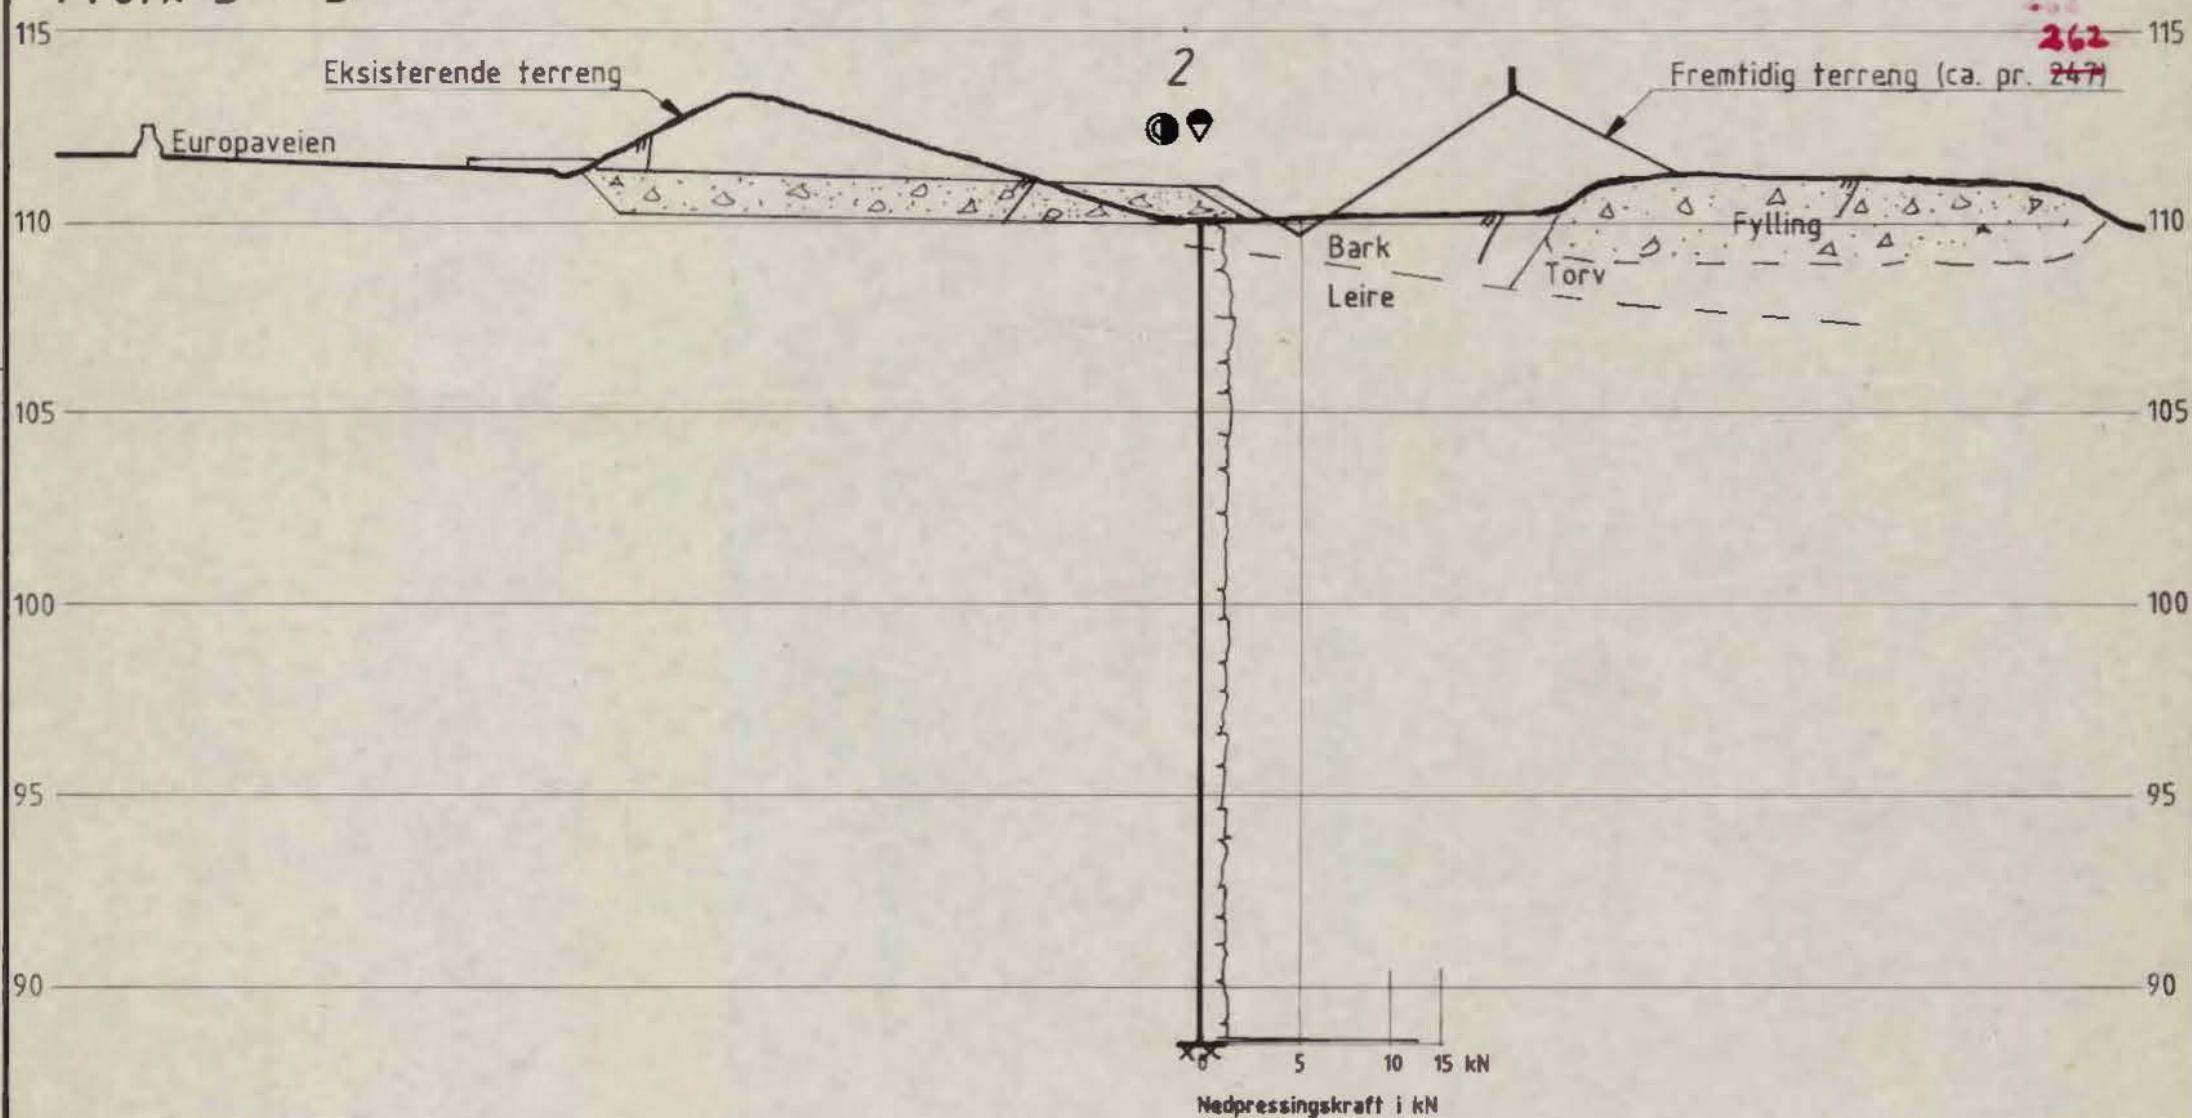 115
115
2
262
Eksisterende terreng
Fremtidig terreng (ca. pr. 247)
Europaveien
110
110
Fylling
Bark
Torv
Leire
105
105
100
100
95
95
90
90
0 5 10 15 kN
Nedpressingskraft i kN